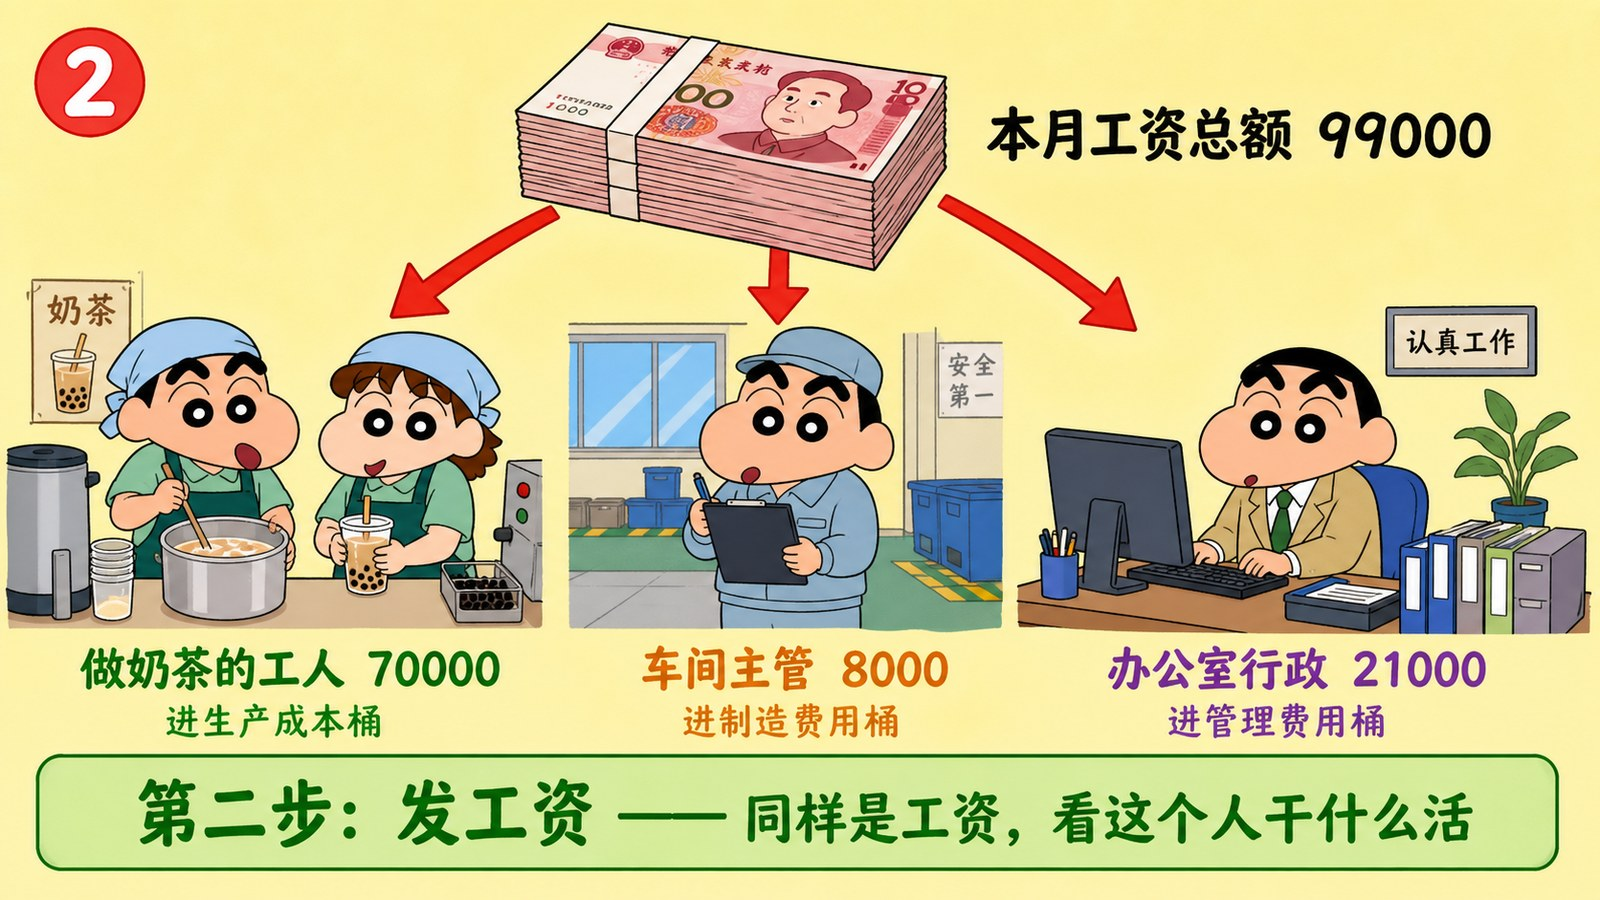 2
本月工资总额 99000
奶茶
安全
第一
认真工作
做奶茶的工人 70000
进生产成本桶
车间主管 8000
进制造费用桶
办公室行政 21000
进管理费用桶
第二步：发工资 —— 同样是工资，看这个人干什么活